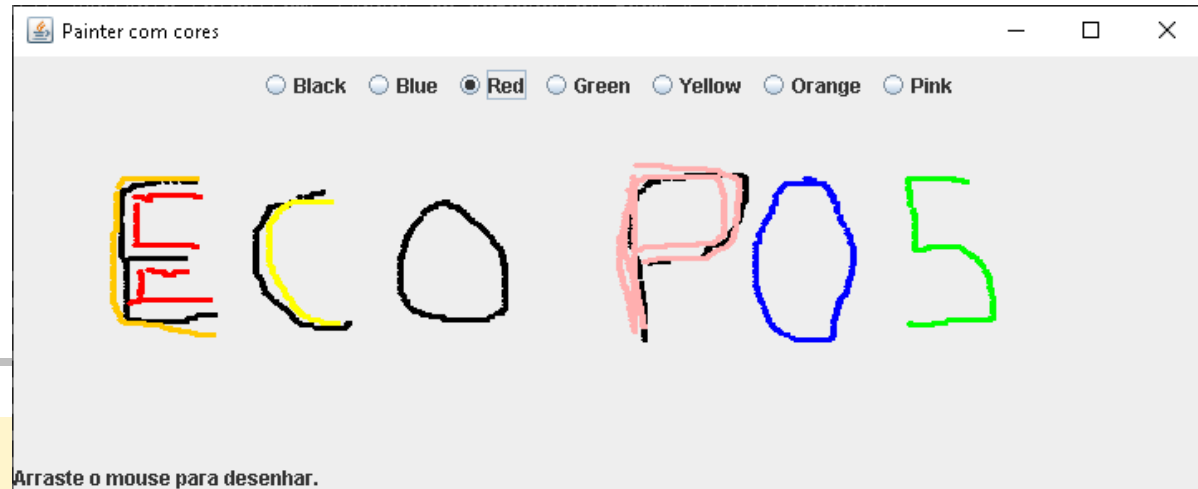 Painter com cores
Black Blue Red Green Yellow Orange Pink
ECO PO5
Arraste o mouse para desenhar.